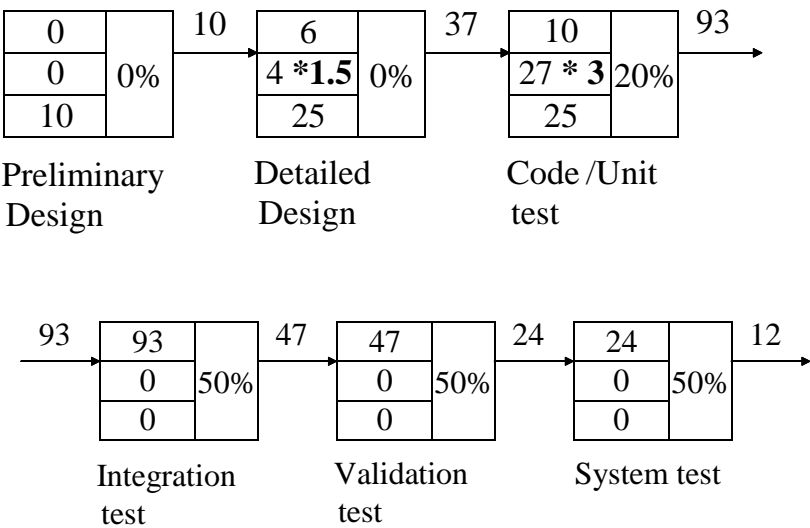 0
0
10
0%
10
6
4 *1.5
25
0%
37
10
27 * 3
25
20%
93
Preliminary
Design
Detailed
Design
Code /Unit
test
93
93
0
0
50%
47
47
0
0
50%
24
24
0
0
50%
12
Integration
test
Validation
test
System test